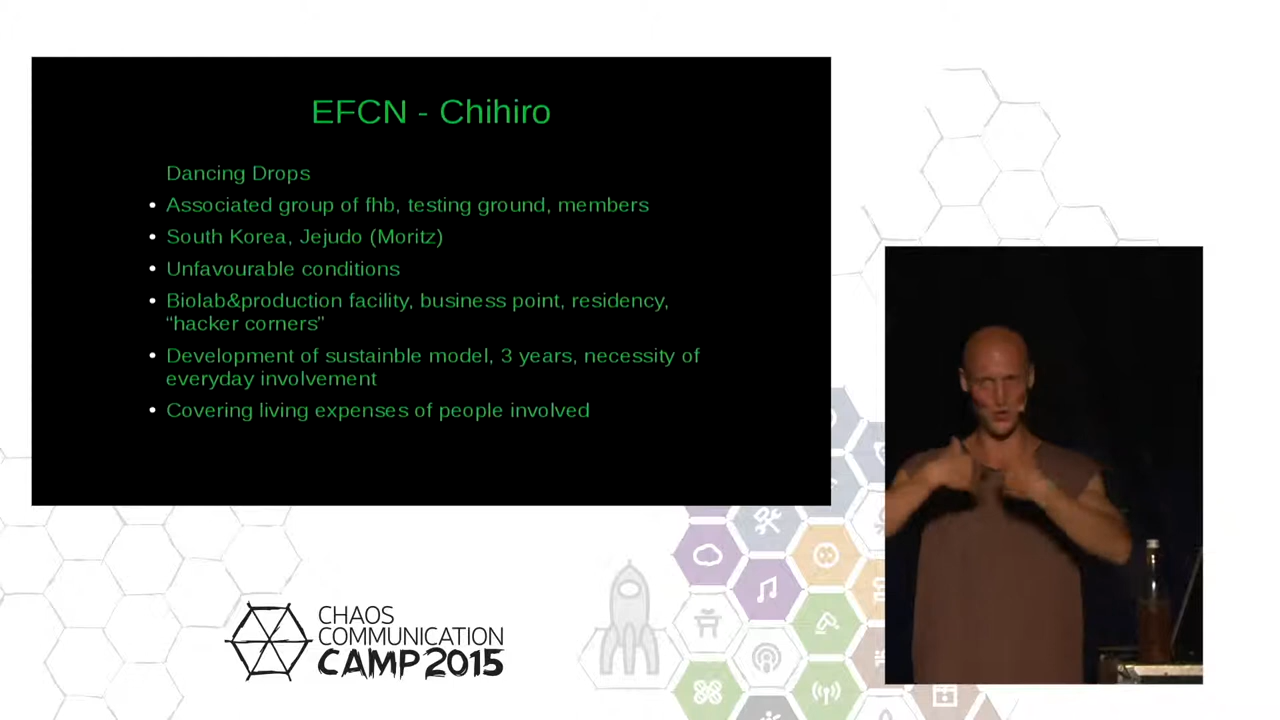 EFCN - Chihiro
Dancing Drops
Associated group of fhb, testing ground, members
South Korea, Jejudo (Moritz)
Unfavourable conditions
Biolab&production facility, business point, residency,
“hacker corners”
Development of sustainble model, 3 years, necessity of
everyday involvement
Covering living expenses of people involved
CHAOS
COMMUNICATION
CAMP 2015